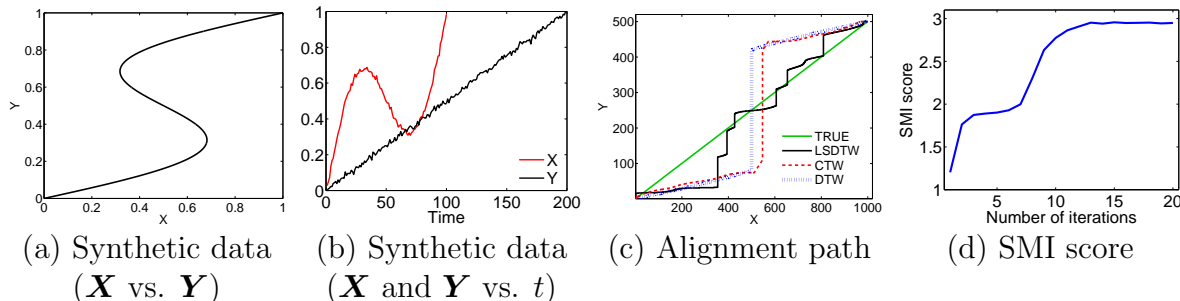 1
0.8
0.6
0.4
0.2
0
Y
0 0.2 0.4 0.6 0.8 1
X
(a) Synthetic data
(X vs. Y)
1
0.8
0.6
0.4
0.2
0
X
Y
0 50 100 150 200
Time
(b) Synthetic data
(X and Y vs. t)
500
400
300
200
100
Y
TRUE
LSDTW
CTW
DTW
200 400 600 800 1000
X
(c) Alignment path
3
2.5
2
1.5
1
SMI score
5 10 15 20
Number of iterations
(d) SMI score